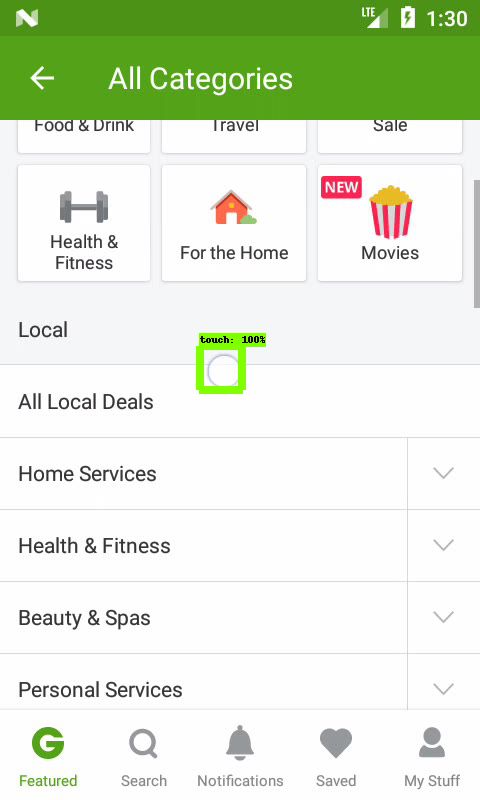 LTE 1:30
All Categories
Food & Drink Travel Sale
NEW
Health &
Fitness
For the Home
Movies
Local
touch: 100%
All Local Deals
Home Services
Health & Fitness
Beauty & Spas
Personal Services
G
Featured Search Notifications Saved My Stuff